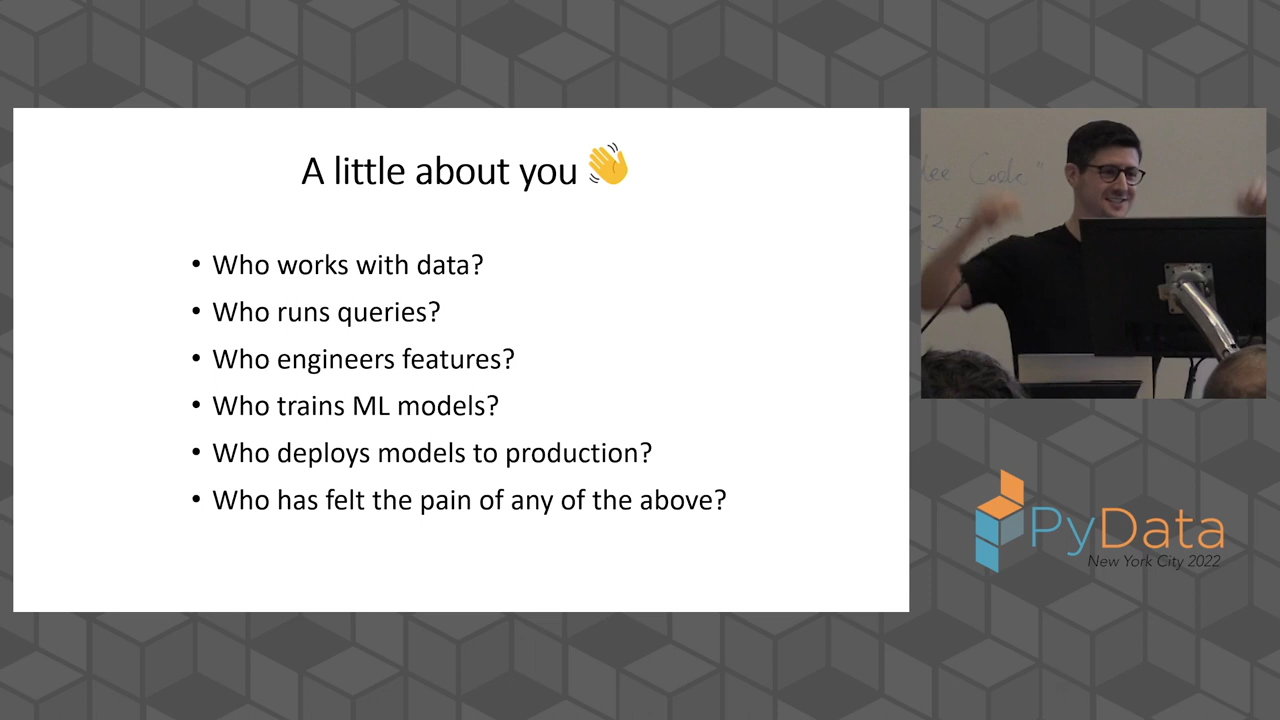 A little about you 👋
• Who works with data?
• Who runs queries?
• Who engineers features?
• Who trains ML models?
• Who deploys models to production?
• Who has felt the pain of any of the above?
Code
PyData
New York City 2022